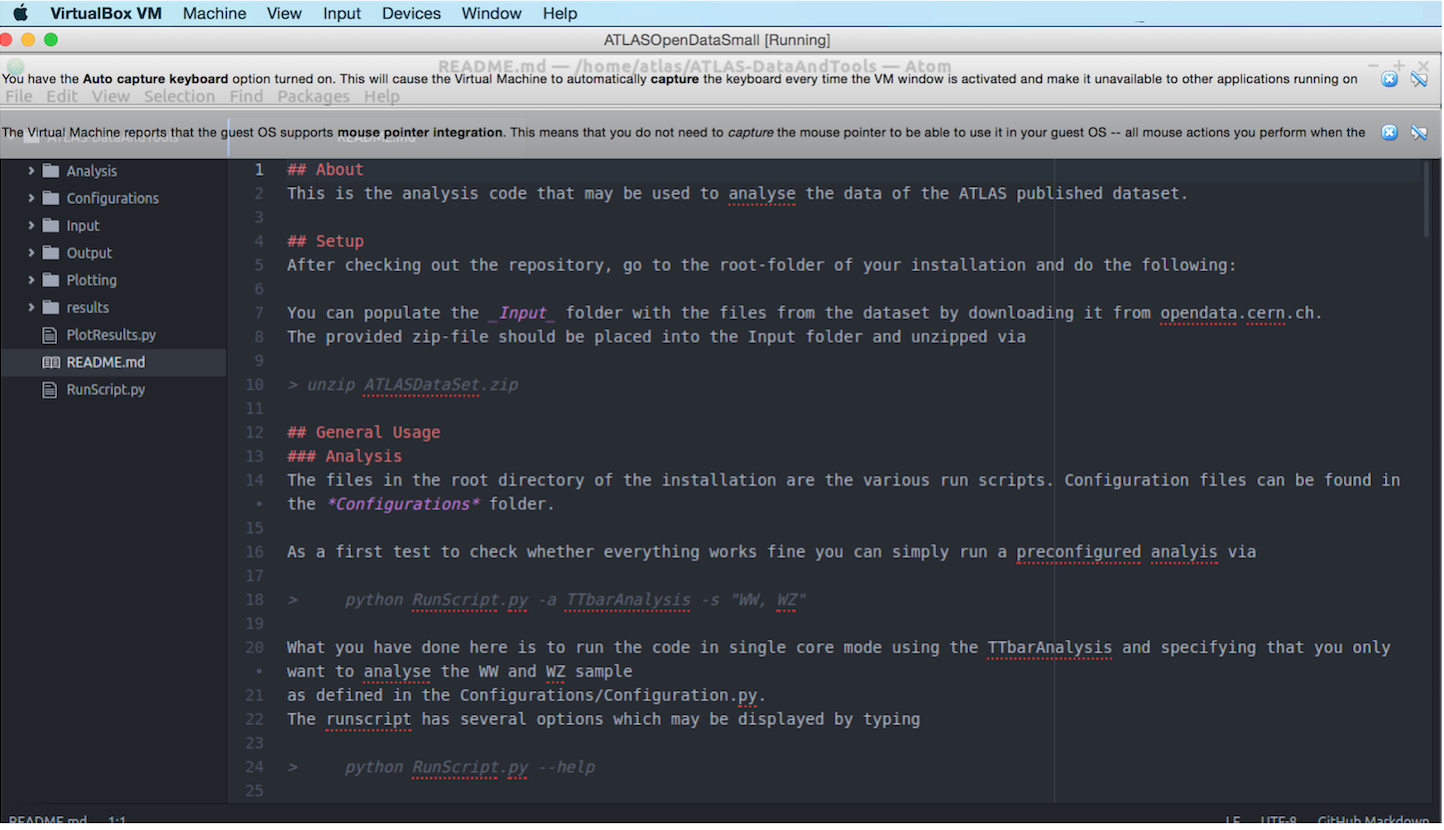 VirtualBox VM Machine View Input Devices Window Help
ATLASOpenDataSmall [Running]
README.md — /home/atlas/ATLAS-DataAndTools — Atom
You have the Auto capture keyboard option turned on. This will cause the Virtual Machine to automatically capture the keyboard every time the VM window is activated and make it unavailable to other applications running on
File Edit View Selection Find Packages Help
The Virtual Machine reports that the guest OS supports mouse pointer integration. This means that you do not need to capture the mouse pointer to be able to use it in your guest OS -- all mouse actions you perform when the
ATLAS-DataAndTools
README.md
Analysis
Configurations
Input
Output
Plotting
results
PlotResults.py
README.md
RunScript.py
1 ## About
2 This is the analysis code that may be used to analyse the data of the ATLAS published dataset.
3
4 ## Setup
5 After checking out the repository, go to the root-folder of your installation and do the following:
6
7 You can populate the _Input_ folder with the files from the dataset by downloading it from opendata.cern.ch.
8 The provided zip-file should be placed into the Input folder and unzipped via
9
10 > unzip ATLASDataSet.zip
11
12 ## General Usage
13 ### Analysis
14 The files in the root directory of the installation are the various run scripts. Configuration files can be found in
• the *Configurations* folder.
15
16 As a first test to check whether everything works fine you can simply run a preconfigured analyis via
17
18 > python RunScript.py -a TTbarAnalysis -s "WW, WZ"
19
20 What you have done here is to run the code in single core mode using the TTbarAnalysis and specifying that you only
• want to analyse the WW and WZ sample
21 as defined in the Configurations/Configuration.py.
22 The runscript has several options which may be displayed by typing
23
24 > python RunScript.py --help
25
README.md 1:1 LF UTF-8 GitHub Markdown